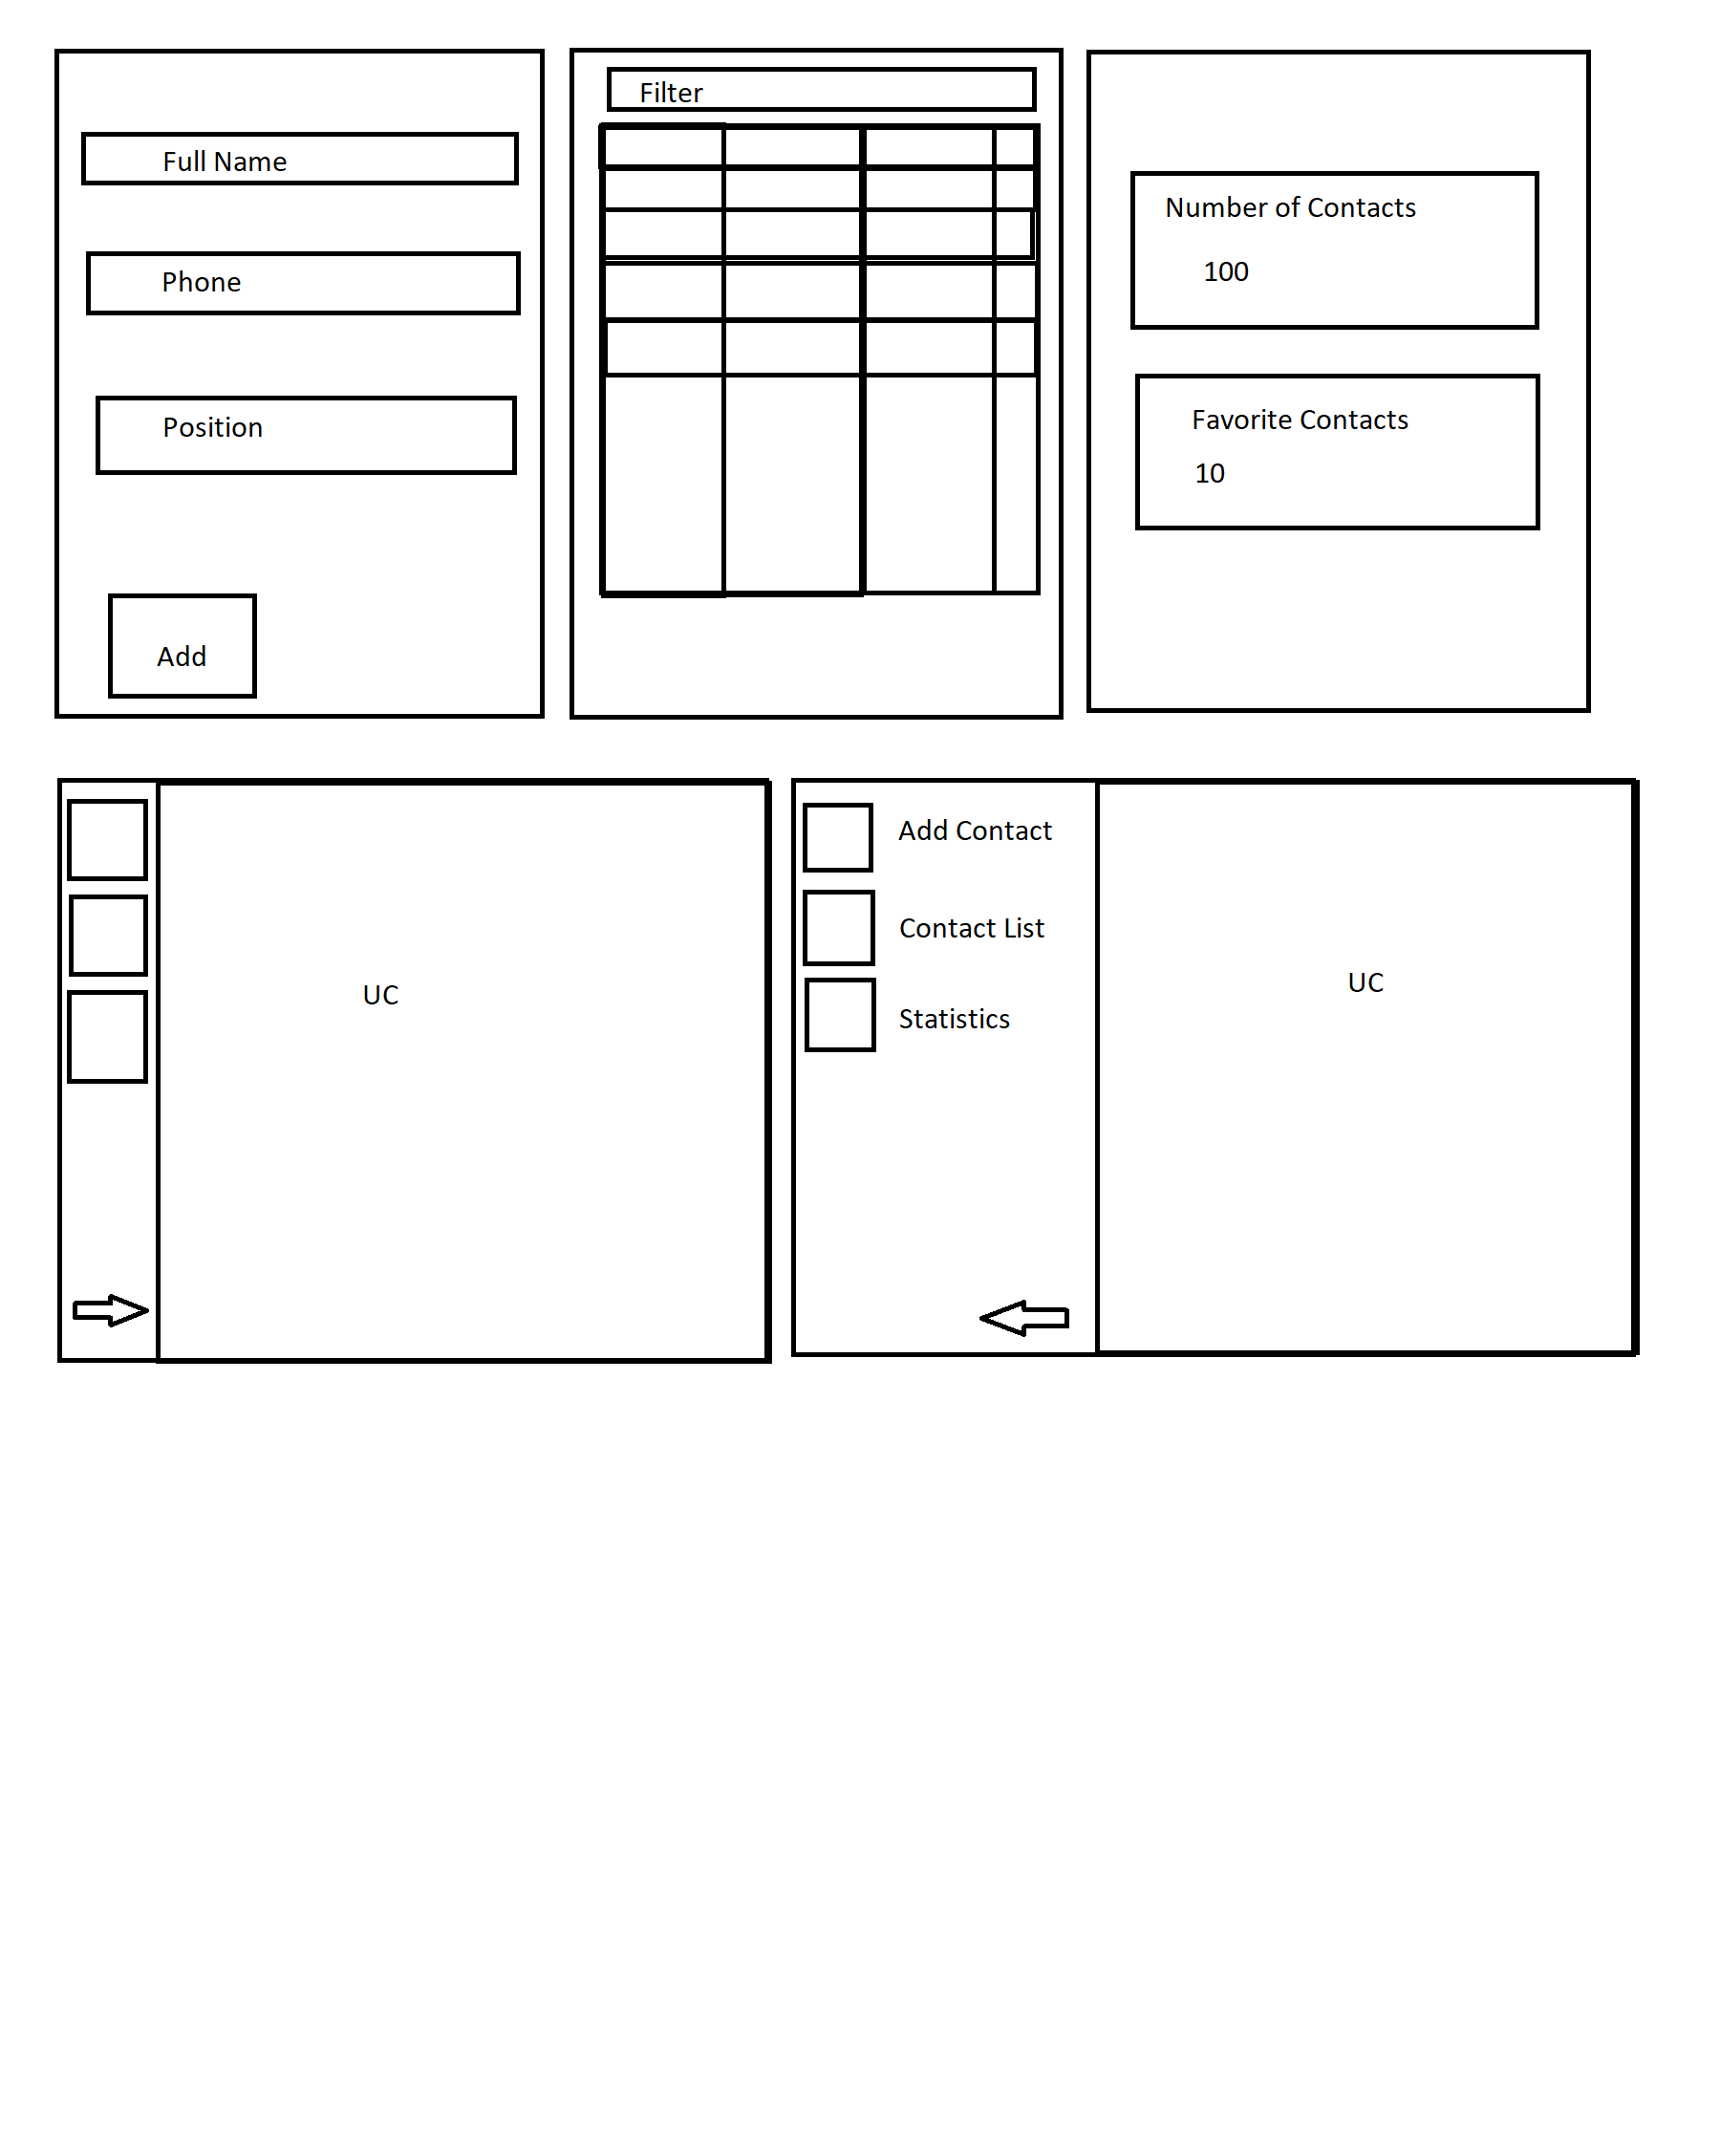 Full Name
Phone
Position
Add
Filter
Number of Contacts
100
Favorite Contacts
10
UC
Add Contact
Contact List
Statistics
UC